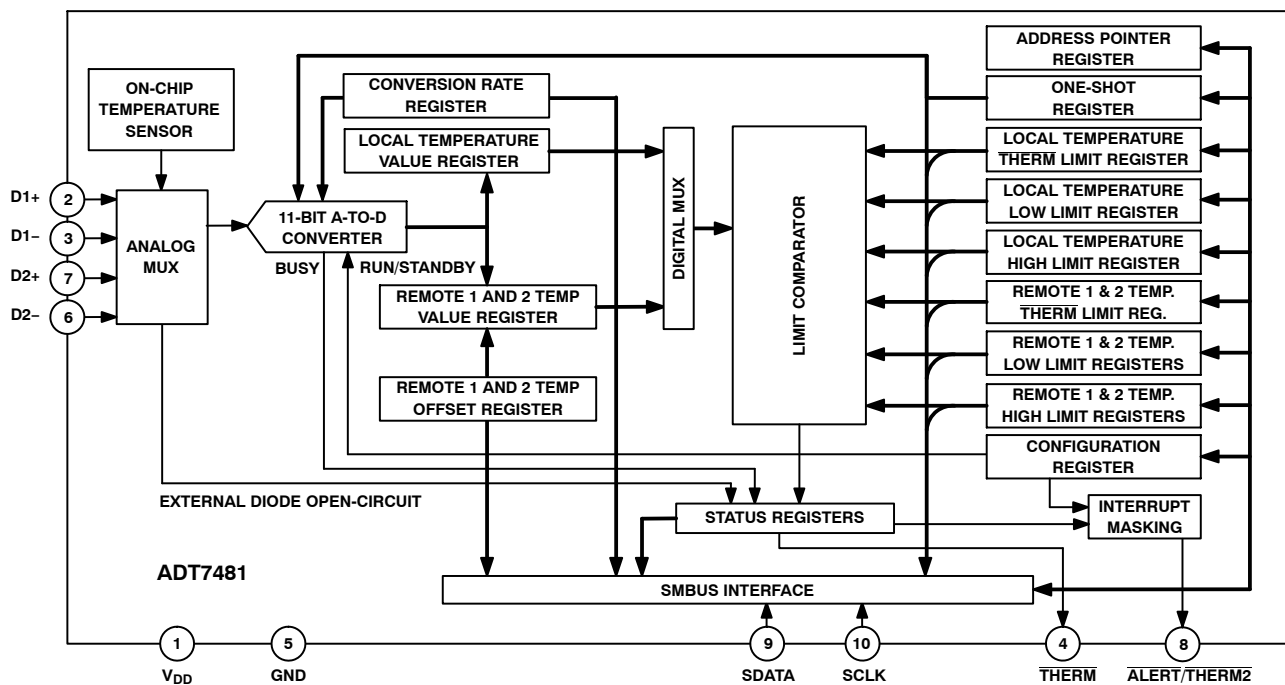 ON-CHIP
TEMPERATURE
SENSOR
CONVERSION RATE
REGISTER
LOCAL TEMPERATURE
VALUE REGISTER
ADDRESS POINTER
REGISTER
ONE-SHOT
REGISTER
LOCAL TEMPERATURE
THERM LIMIT REGISTER
LOCAL TEMPERATURE
LOW LIMIT REGISTER
LOCAL TEMPERATURE
HIGH LIMIT REGISTER
REMOTE 1 & 2 TEMP.
THERM LIMIT REG.
REMOTE 1 & 2 TEMP.
LOW LIMIT REGISTERS
REMOTE 1 & 2 TEMP.
HIGH LIMIT REGISTERS
CONFIGURATION
REGISTER
INTERRUPT
MASKING
D1+ 2
D1− 3
D2+ 7
D2− 6
ANALOG
MUX
11-BIT A-TO-D
CONVERTER
BUSY
RUN/STANDBY
DIGITAL MUX
LIMIT COMPARATOR
REMOTE 1 AND 2 TEMP
VALUE REGISTER
REMOTE 1 AND 2 TEMP
OFFSET REGISTER
EXTERNAL DIODE OPEN-CIRCUIT
STATUS REGISTERS
ADT7481
SMBUS INTERFACE
1
5
9
10
4
8
VDD
GND
SDATA
SCLK
THERM
ALERT/THERM2